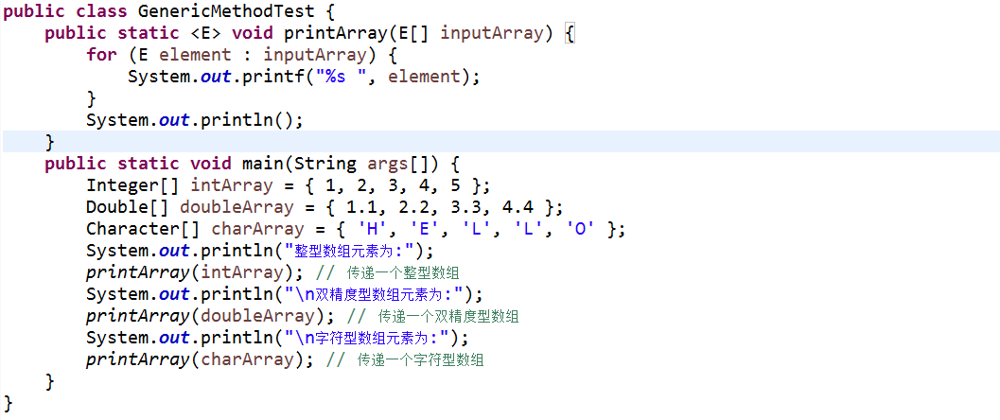 public class GenericMethodTest {
    public static <E> void printArray(E[] inputArray) {
        for (E element : inputArray) {
            System.out.printf("%s ", element);
        }
        System.out.println();
    }
    public static void main(String args[]) {
        Integer[] intArray = { 1, 2, 3, 4, 5 };
        Double[] doubleArray = { 1.1, 2.2, 3.3, 4.4 };
        Character[] charArray = { 'H', 'E', 'L', 'L', 'O' };
        System.out.println("整型数组元素为:");
        printArray(intArray); // 传递一个整型数组
        System.out.println("\n双精度型数组元素为:");
        printArray(doubleArray); // 传递一个双精度型数组
        System.out.println("\n字符型数组元素为:");
        printArray(charArray); // 传递一个字符型数组
    }
}